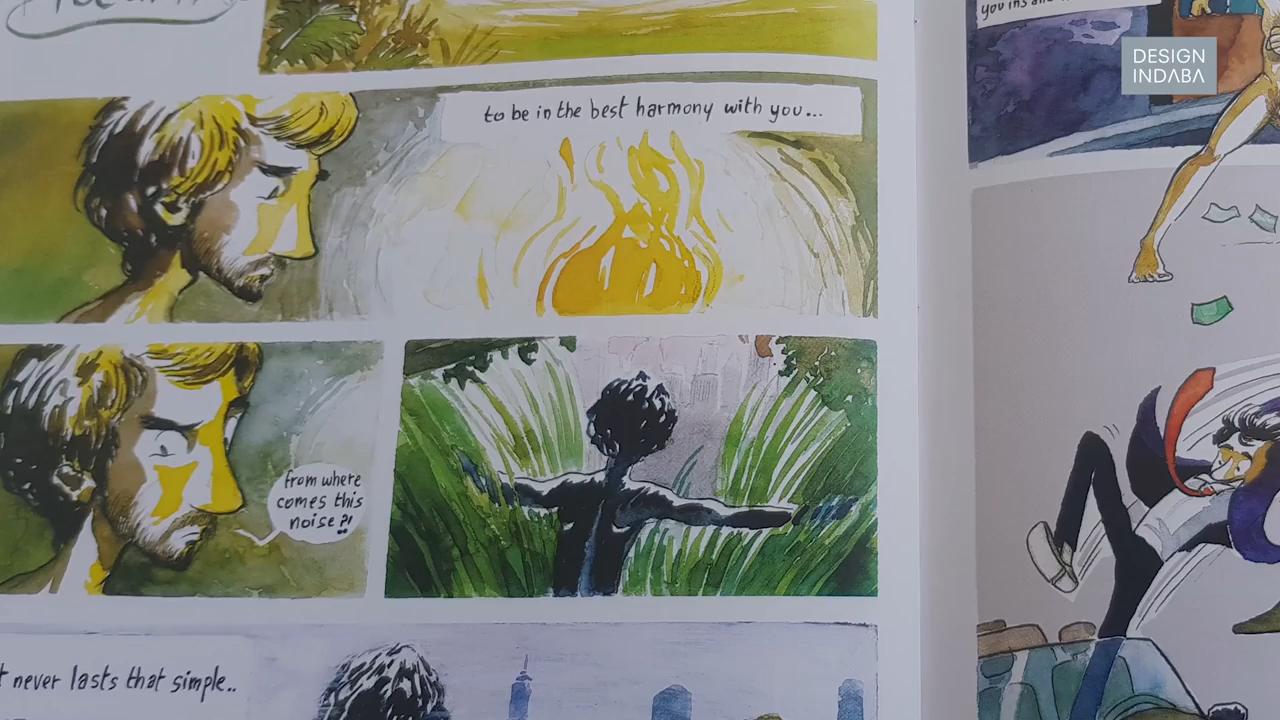 to be in the best harmony with you...
from where
comes this
noise?!
never lasts that simple..
DESIGN
INDABA